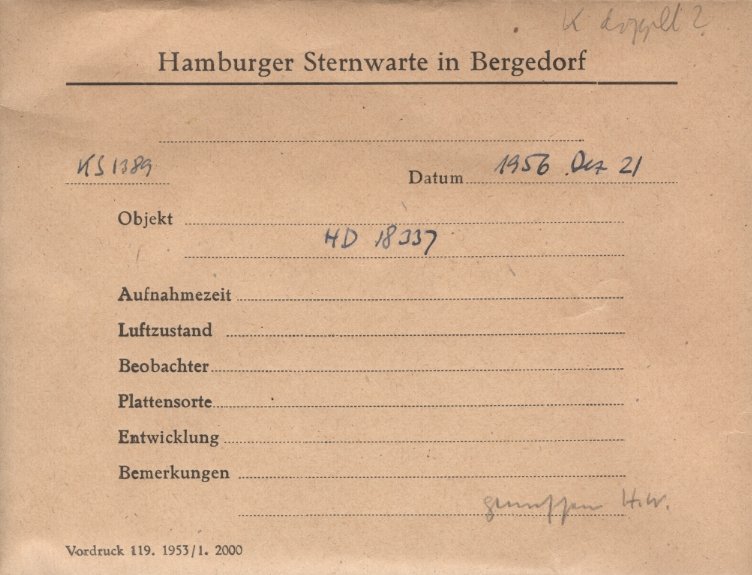 K doppelt?
Hamburger Sternwarte in Bergedorf
KS 1389 Datum 1956 Dez 21
Objekt
HD 18337
Aufnahmezeit
Luftzustand
Beobachter
Plattensorte
Entwicklung
Bemerkungen
gemessen H.W.
Vordruck 119. 1953/1. 2000